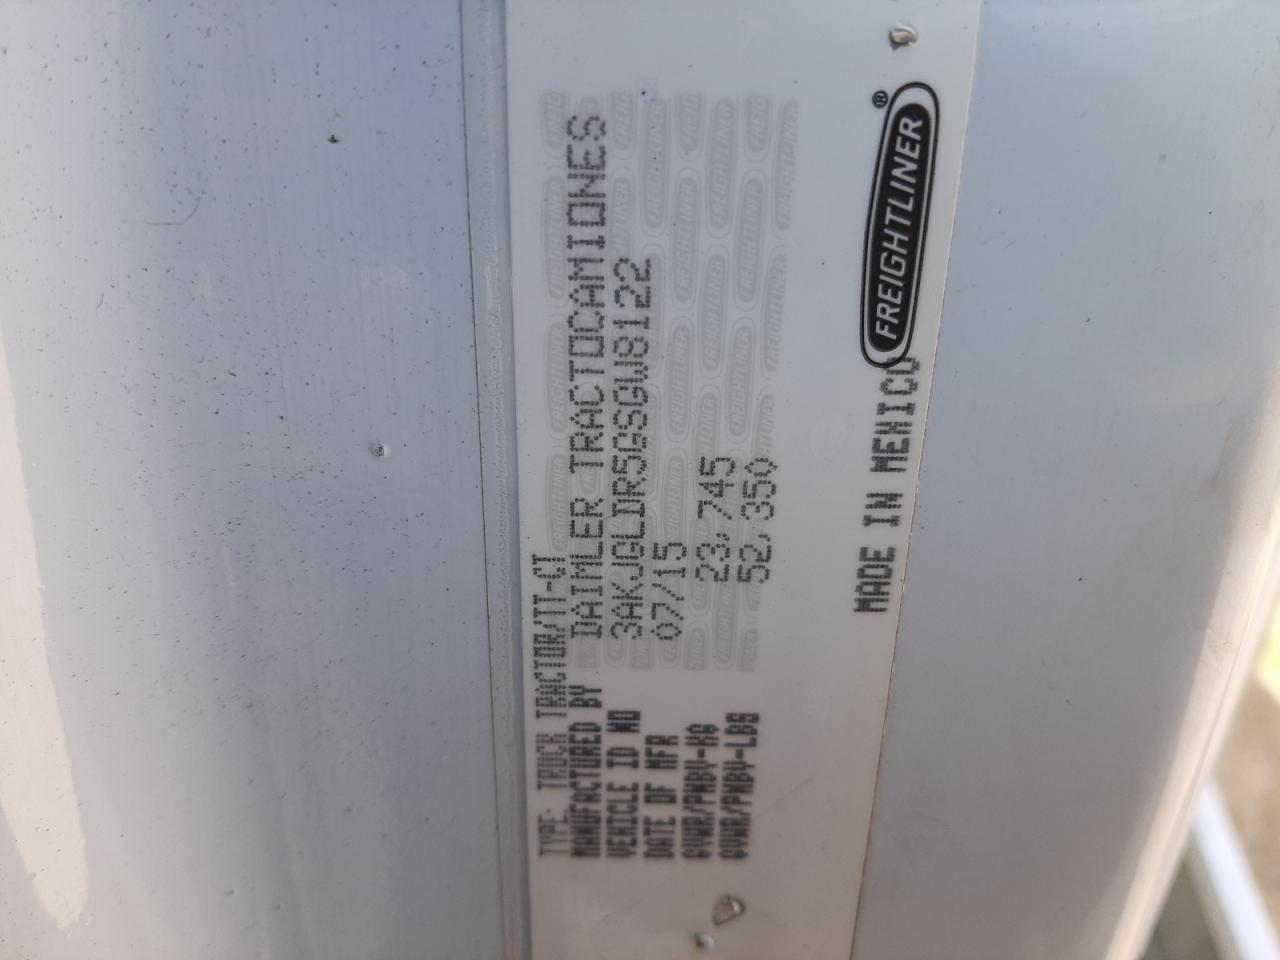 TYPE: TRUCK TRACTOR/TT-CT
MANUFACTURED BY DAIMLER TRACTOCAMIONES
VEHICLE ID NO 3AKJGLDR5GSGW8122
DATE OF MFR 07/15
GVWR/PNBV-KG 23,745
GVWR/PNBV-LBS 52,350
MADE IN MEXICO
FREIGHTLINER®